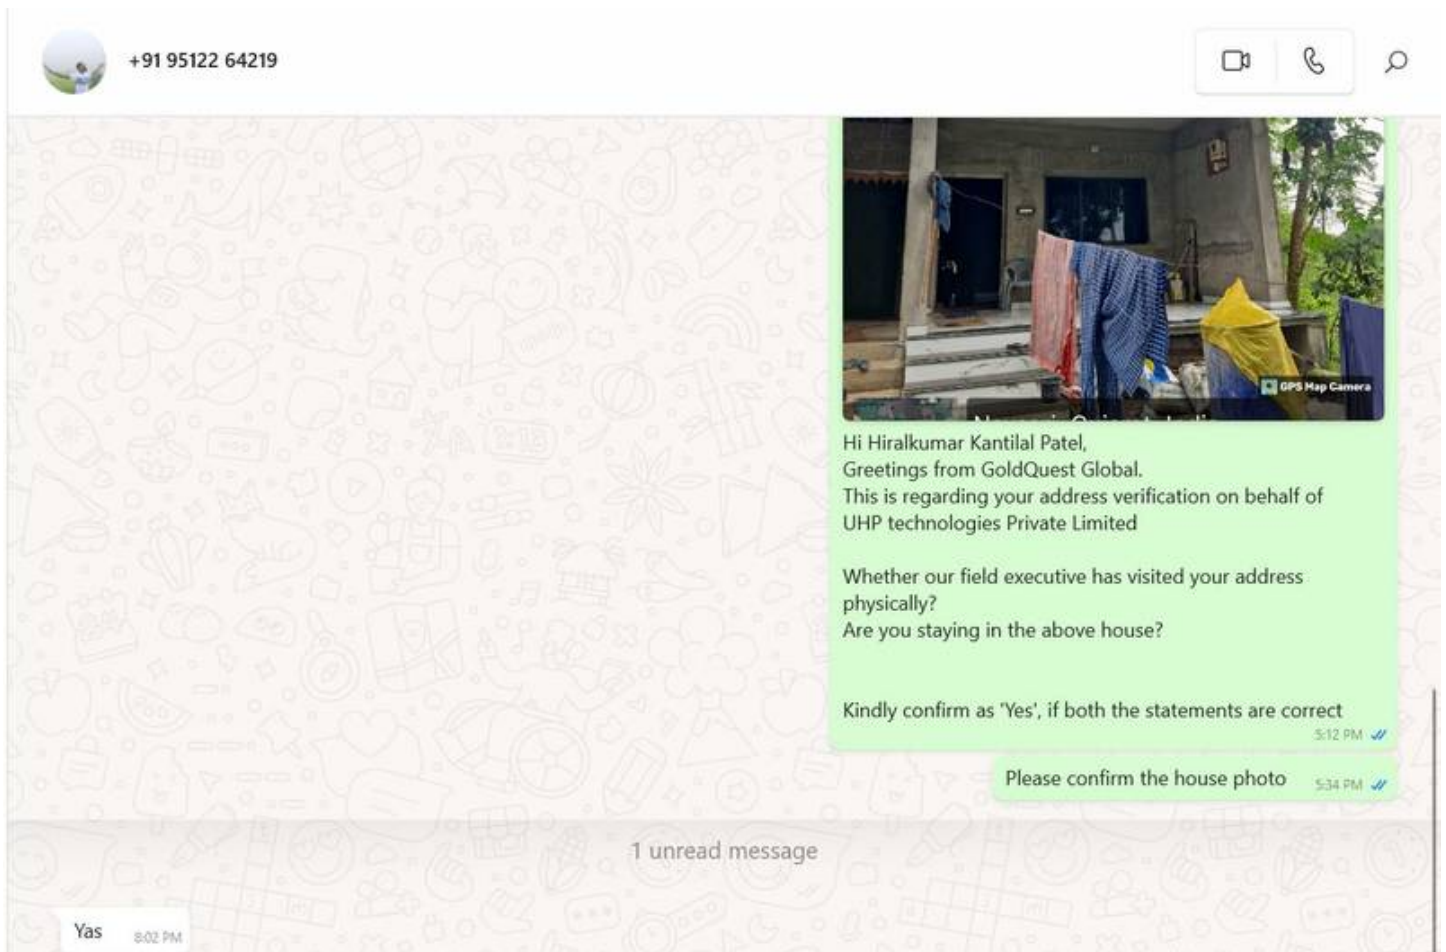 +91 95122 64219
GPS Map Camera
Hi Hiralkumar Kantilal Patel,
Greetings from GoldQuest Global.
This is regarding your address verification on behalf of
UHP technologies Private Limited
Whether our field executive has visited your address
physically?
Are you staying in the above house?
Kindly confirm as 'Yes', if both the statements are correct
5:12 PM
Please confirm the house photo 5:34 PM
1 unread message
Yas 8:02 PM